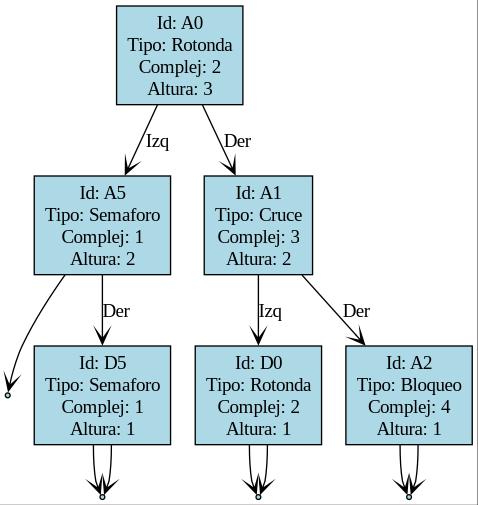 Id: A0
Tipo: Rotonda
Complej: 2
Altura: 3
Izq
Der
Id: A5
Tipo: Semaforo
Complej: 1
Altura: 2
Id: A1
Tipo: Cruce
Complej: 3
Altura: 2
Der
Izq
Der
Id: D5
Tipo: Semaforo
Complej: 1
Altura: 1
Id: D0
Tipo: Rotonda
Complej: 2
Altura: 1
Id: A2
Tipo: Bloqueo
Complej: 4
Altura: 1